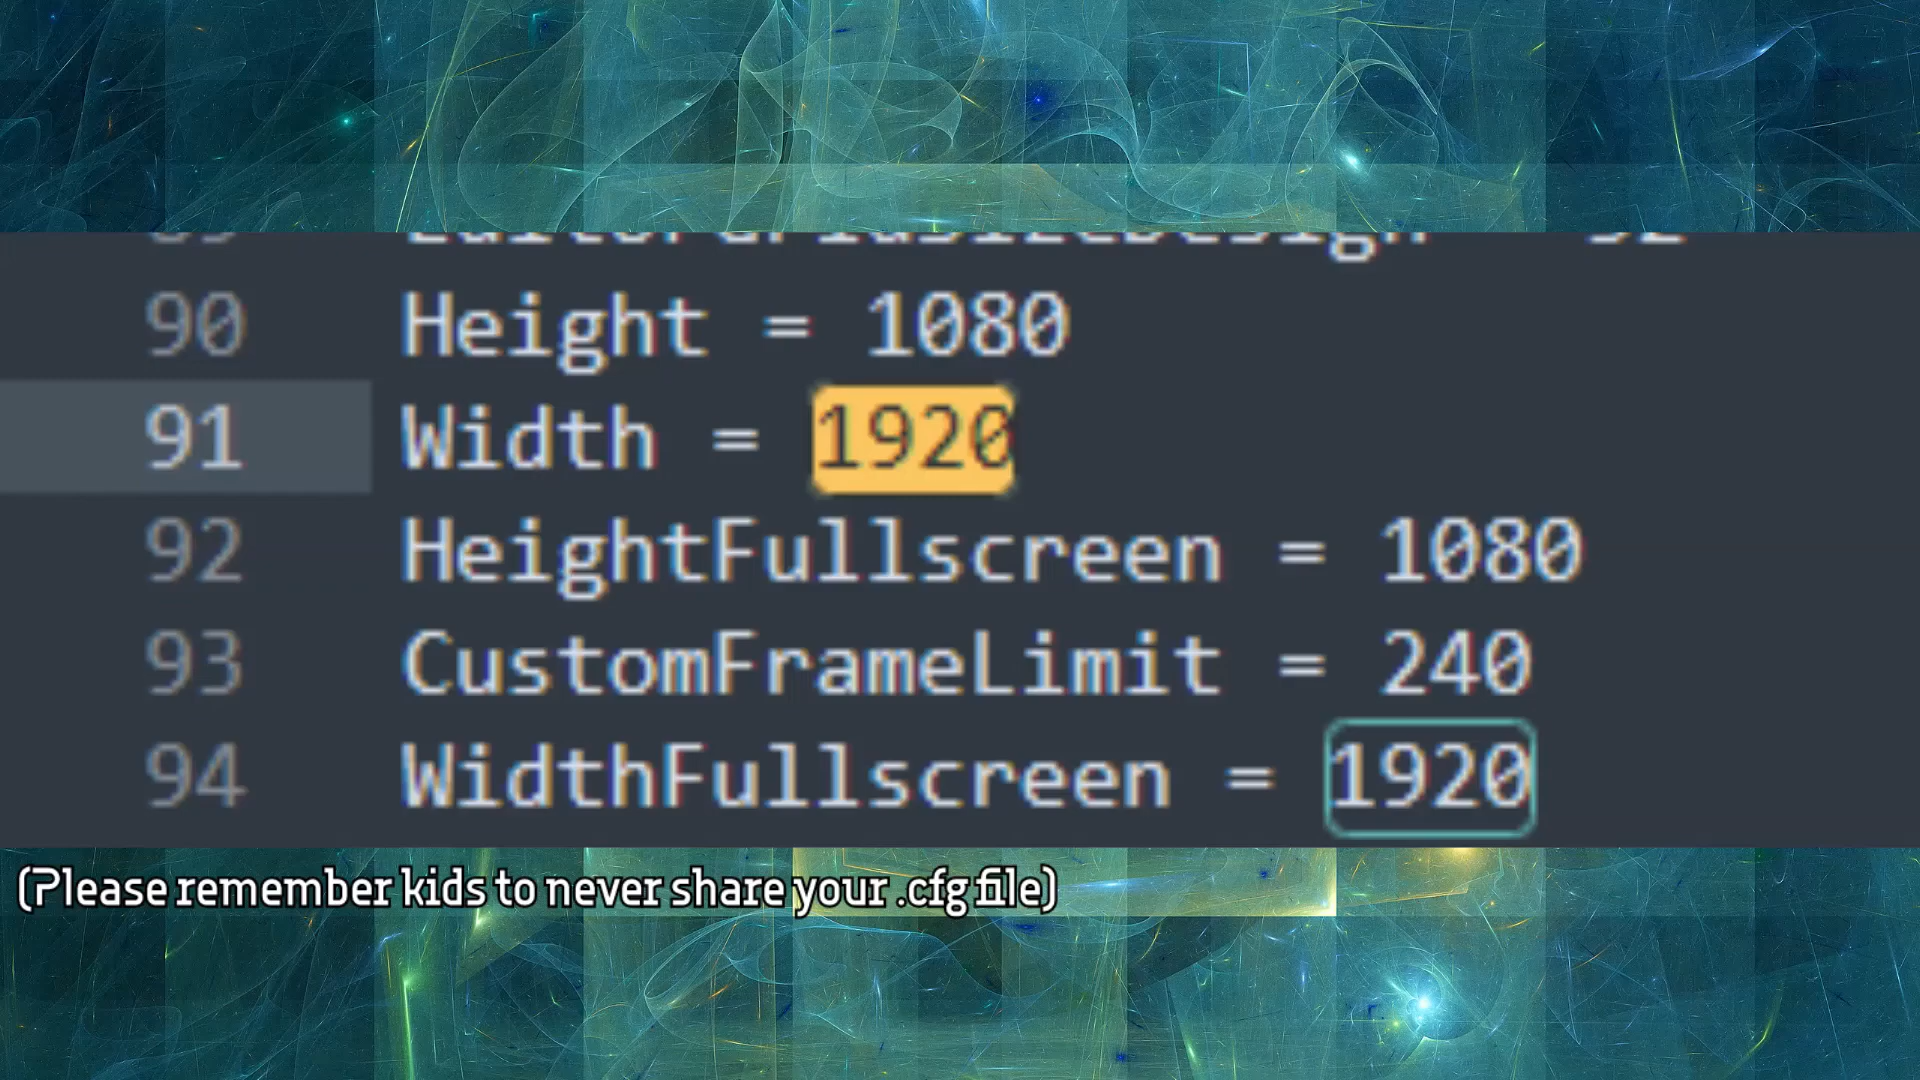 90 Height = 1080
91 Width = 1920
92 HeightFullscreen = 1080
93 CustomFrameLimit = 240
94 WidthFullscreen = 1920
(Please remember kids to never share your .cfg file)